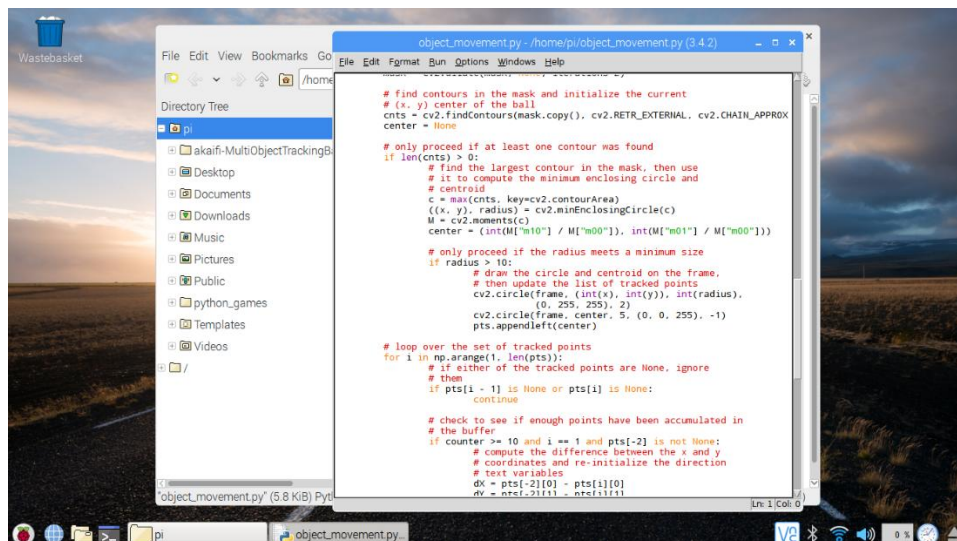 Wastebasket
File Edit View Bookmarks Go
/home
Directory Tree
pi
akaifi-MultiObjectTrackingBa
Desktop
Documents
Downloads
Music
Pictures
Public
python_games
Templates
Videos
/
"object_movement.py" (5.8 KiB) Pyt
object_movement.py - /home/pi/object_movement.py (3.4.2)
File Edit Format Run Options Windows Help
# find contours in the mask and initialize the current
# (x, y) center of the ball
cnts = cv2.findContours(mask.copy(), cv2.RETR_EXTERNAL, cv2.CHAIN_APPROX
center = None
# only proceed if at least one contour was found
if len(cnts) > 0:
# find the largest contour in the mask, then use
# it to compute the minimum enclosing circle and
# centroid
c = max(cnts, key=cv2.contourArea)
((x, y), radius) = cv2.minEnclosingCircle(c)
M = cv2.moments(c)
center = (int(M["m10"] / M["m00"]), int(M["m01"] / M["m00"]))
# only proceed if the radius meets a minimum size
if radius > 10:
# draw the circle and centroid on the frame,
# then update the list of tracked points
cv2.circle(frame, (int(x), int(y)), int(radius),
(0, 255, 255), 2)
cv2.circle(frame, center, 5, (0, 0, 255), -1)
pts.appendleft(center)
# loop over the set of tracked points
for i in np.arange(1, len(pts)):
# if either of the tracked points are None, ignore
# them
if pts[i - 1] is None or pts[i] is None:
continue
# check to see if enough points have been accumulated in
# the buffer
if counter >= 10 and i == 1 and pts[-2] is not None:
# compute the difference between the x and y
# coordinates and re-initialize the direction
# text variables
dX = pts[-2][0] - pts[i][0]
dY = pts[-2][1] - pts[i][1]
Ln: 1 Col: 0
pi
object_movement.py...
0 %